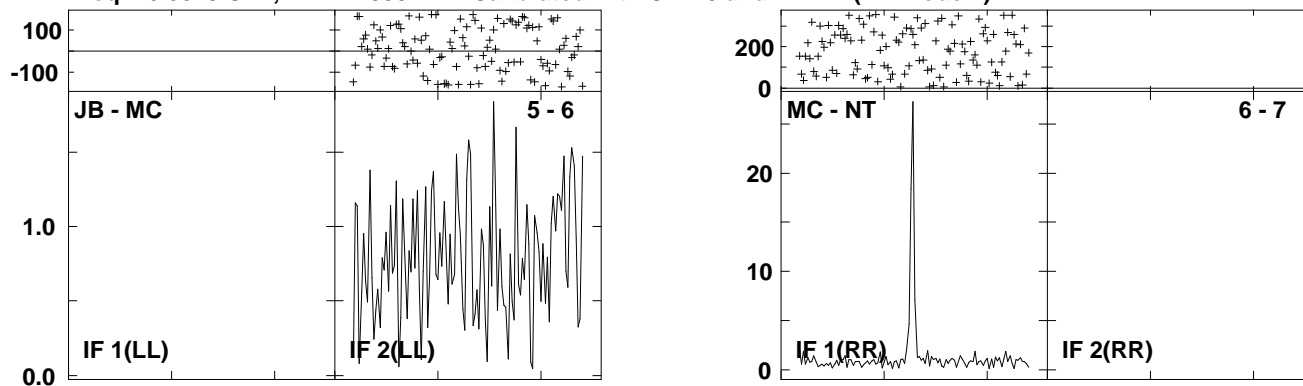 100
-100
200
0
JB - MC
5 - 6
MC - NT
6 - 7
20
1.0
10
IF 1(LL)
IF 2(LL)
IF 1(RR)
IF 2(RR)
0
0.0